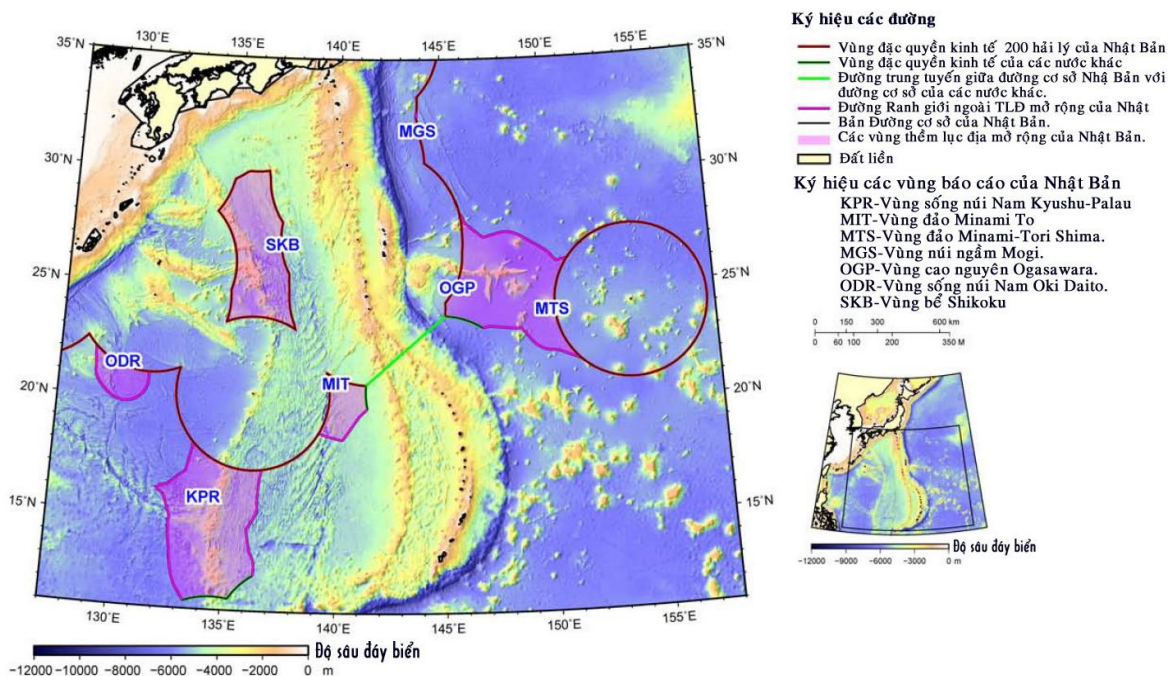 130°E 135°E 140°E 145°E 150°E 155°E
35°N 35°N
30°N 30°N
25°N 25°N
20°N 20°N
15°N 15°N
130°E 135°E 140°E 145°E 150°E 155°E
MGS
SKB
OGP
MTS
ODR
MIT
KPR
Độ sâu đáy biển
−12000 −10000 −8000 −6000 −4000 −2000 0 m
Ký hiệu các đường
Vùng đặc quyền kinh tế 200 hải lý của Nhật Bản
Vùng đặc quyền kinh tế của các nước khác
Đường trung tuyến giữa đường cơ sở Nhậ Bản với
đường cơ sở của các nước khác.
Đường Ranh giới ngoài TLĐ mở rộng của Nhật
Bản Đường cơ sở của Nhật Bản.
Các vùng thềm lục địa mở rộng của Nhật Bản.
Đất liền
Ký hiệu các vùng báo cáo của Nhật Bản
KPR-Vùng sống núi Nam Kyushu-Palau
MIT-Vùng đảo Minami To
MTS-Vùng đảo Minami-Tori Shima.
MGS-Vùng núi ngầm Mogi.
OGP-Vùng cao nguyên Ogasawara.
ODR-Vùng sống núi Nam Oki Daito.
SKB-Vùng bể Shikoku
0 150 300 600 km
0 60 100 200 350 M
Độ sâu đáy biển
−12000 −9000 −6000 −3000 0 m